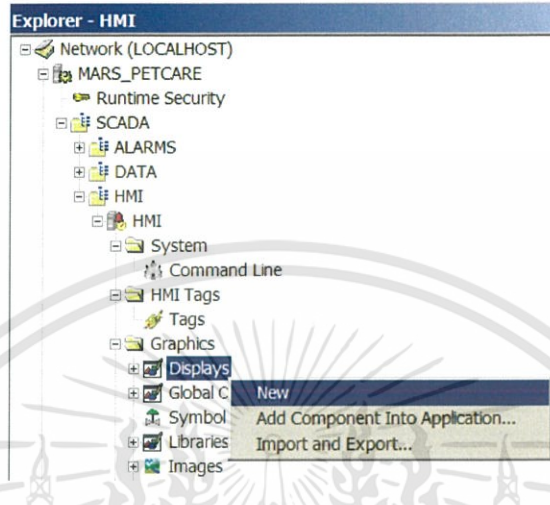 Explorer - HMI
Network (LOCALHOST)
MARS_PETCARE
Runtime Security
SCADA
ALARMS
DATA
HMI
HMI
System
Command Line
HMI Tags
Tags
Graphics
Displays
Global C
New
Symbol
Add Component Into Application...
Libraries
Import and Export...
Images